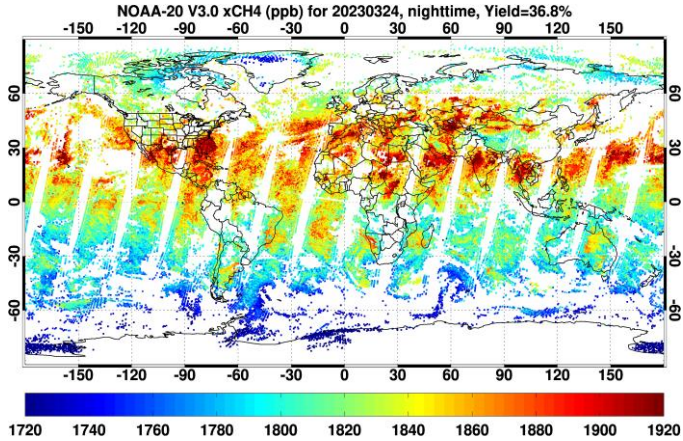 NOAA-20 V3.0 xCH4 (ppb) for 20230324, nighttime, Yield=36.8%
-150 -120 -90 -60 -30 0 30 60 90 120 150
60 60
30 30
0 0
-30 -30
-60 -60
-150 -120 -90 -60 -30 0 30 60 90 120 150
1720 1740 1760 1780 1800 1820 1840 1860 1880 1900 1920